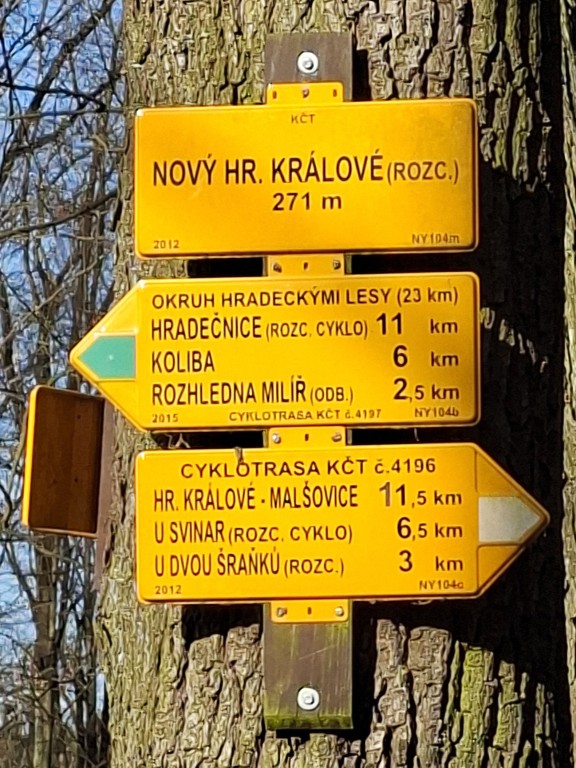 KČT
NOVÝ HR. KRÁLOVÉ (ROZC.)
271 m
2012 NY104m
OKRUH HRADECKÝMI LESY (23 km)
HRADEČNICE (ROZC. CYKLO) 11 km
KOLIBA 6 km
ROZHLEDNA MILÍŘ (ODB.) 2,5 km
2015 CYKLOTRASA KČT č.4197 NY104b
CYKLOTRASA KČT č.4196
HR. KRÁLOVÉ - MALŠOVICE 11,5 km
U SVINAR (ROZC. CYKLO) 6,5 km
U DVOU ŠRAŇKŮ (ROZC.) 3 km
2012 NY104c